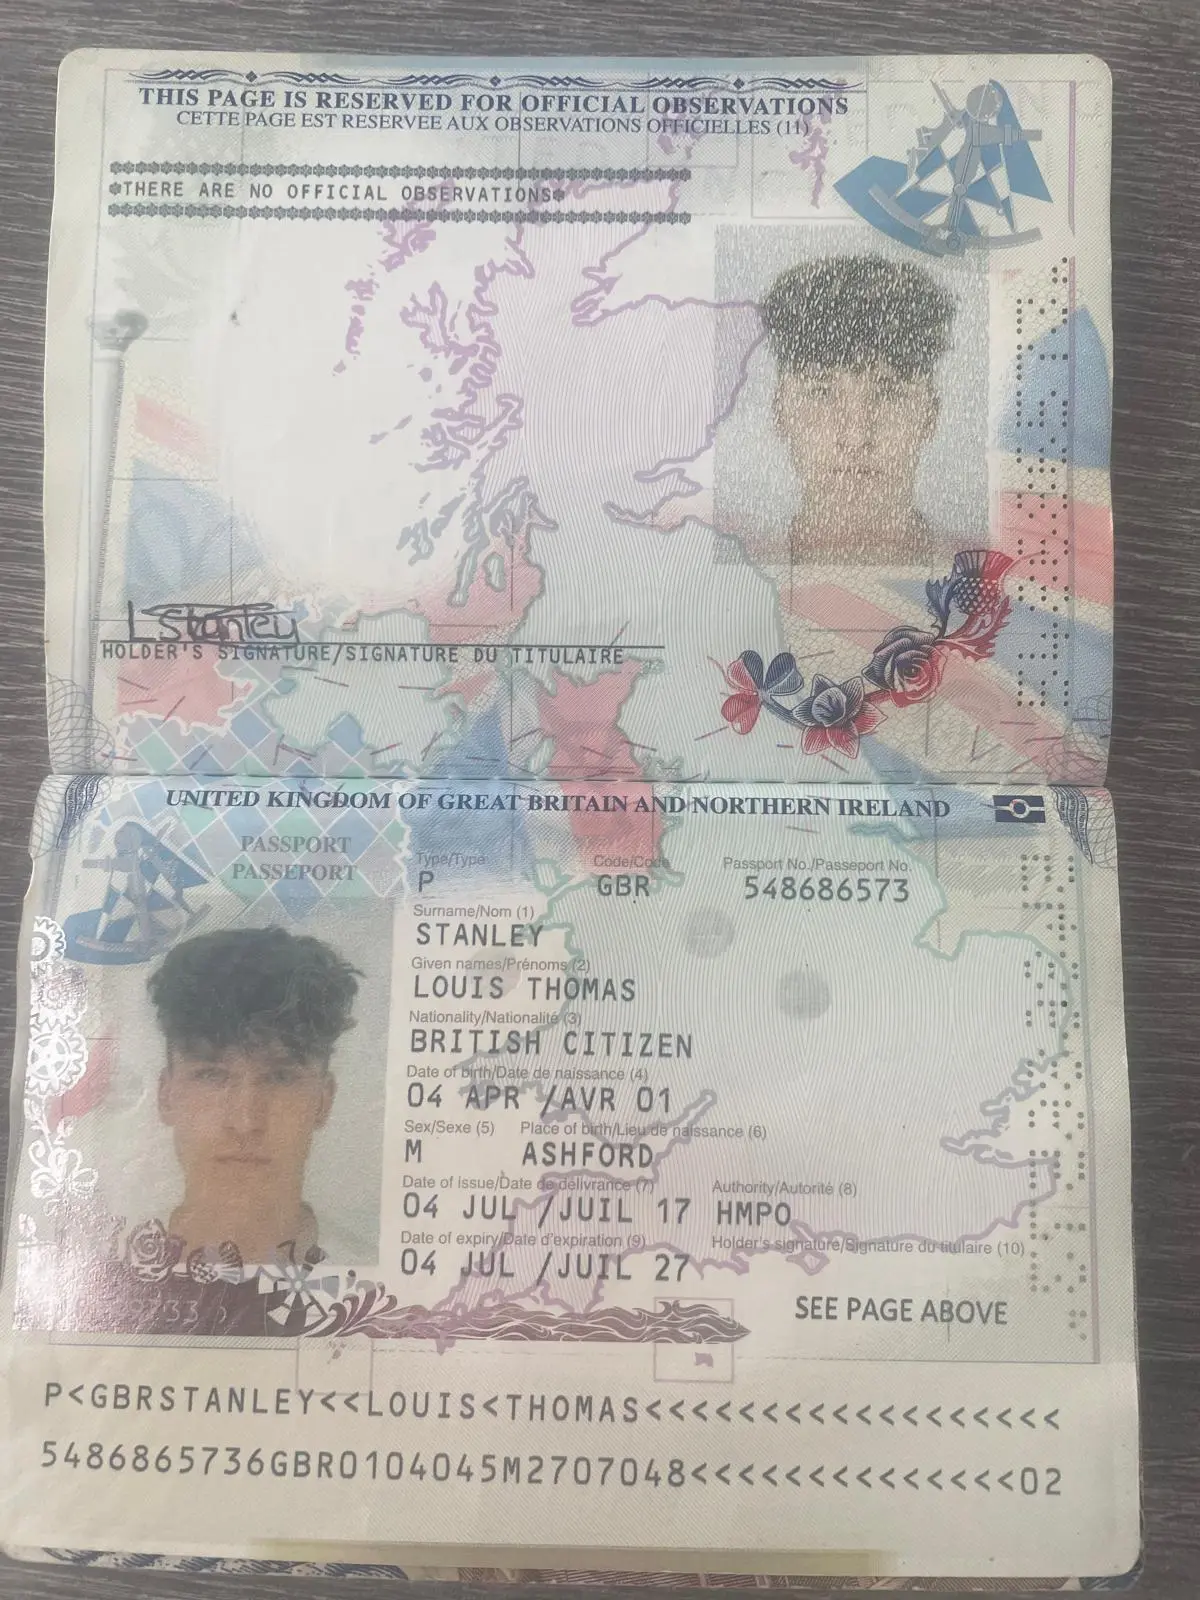 THIS PAGE IS RESERVED FOR OFFICIAL OBSERVATIONS
CETTE PAGE EST RESERVEE AUX OBSERVATIONS OFFICIELLES (11)
*THERE ARE NO OFFICIAL OBSERVATIONS*
L Stanley
HOLDER'S SIGNATURE/SIGNATURE DU TITULAIRE
UNITED KINGDOM OF GREAT BRITAIN AND NORTHERN IRELAND
PASSPORT
PASSEPORT
Type/Type Code/Code Passport No./Passeport No.
P GBR 548686573
Surname/Nom (1)
STANLEY
Given names/Prénoms (2)
LOUIS THOMAS
Nationality/Nationalité (3)
BRITISH CITIZEN
Date of birth/Date de naissance (4)
04 APR /AVR 01
Sex/Sexe (5) Place of birth/Lieu de naissance (6)
M ASHFORD
Date of issue/Date de délivrance (7) Authority/Autorité (8)
04 JUL /JUIL 17 HMPO
Date of expiry/Date d'expiration (9) Holder's signature/Signature du titulaire (10)
04 JUL /JUIL 27
SEE PAGE ABOVE
P<GBRSTANLEY<<LOUIS<THOMAS<<<<<<<<<<<<<<<<<<
5486865736GBR0104045M2707048<<<<<<<<<<<<<<02